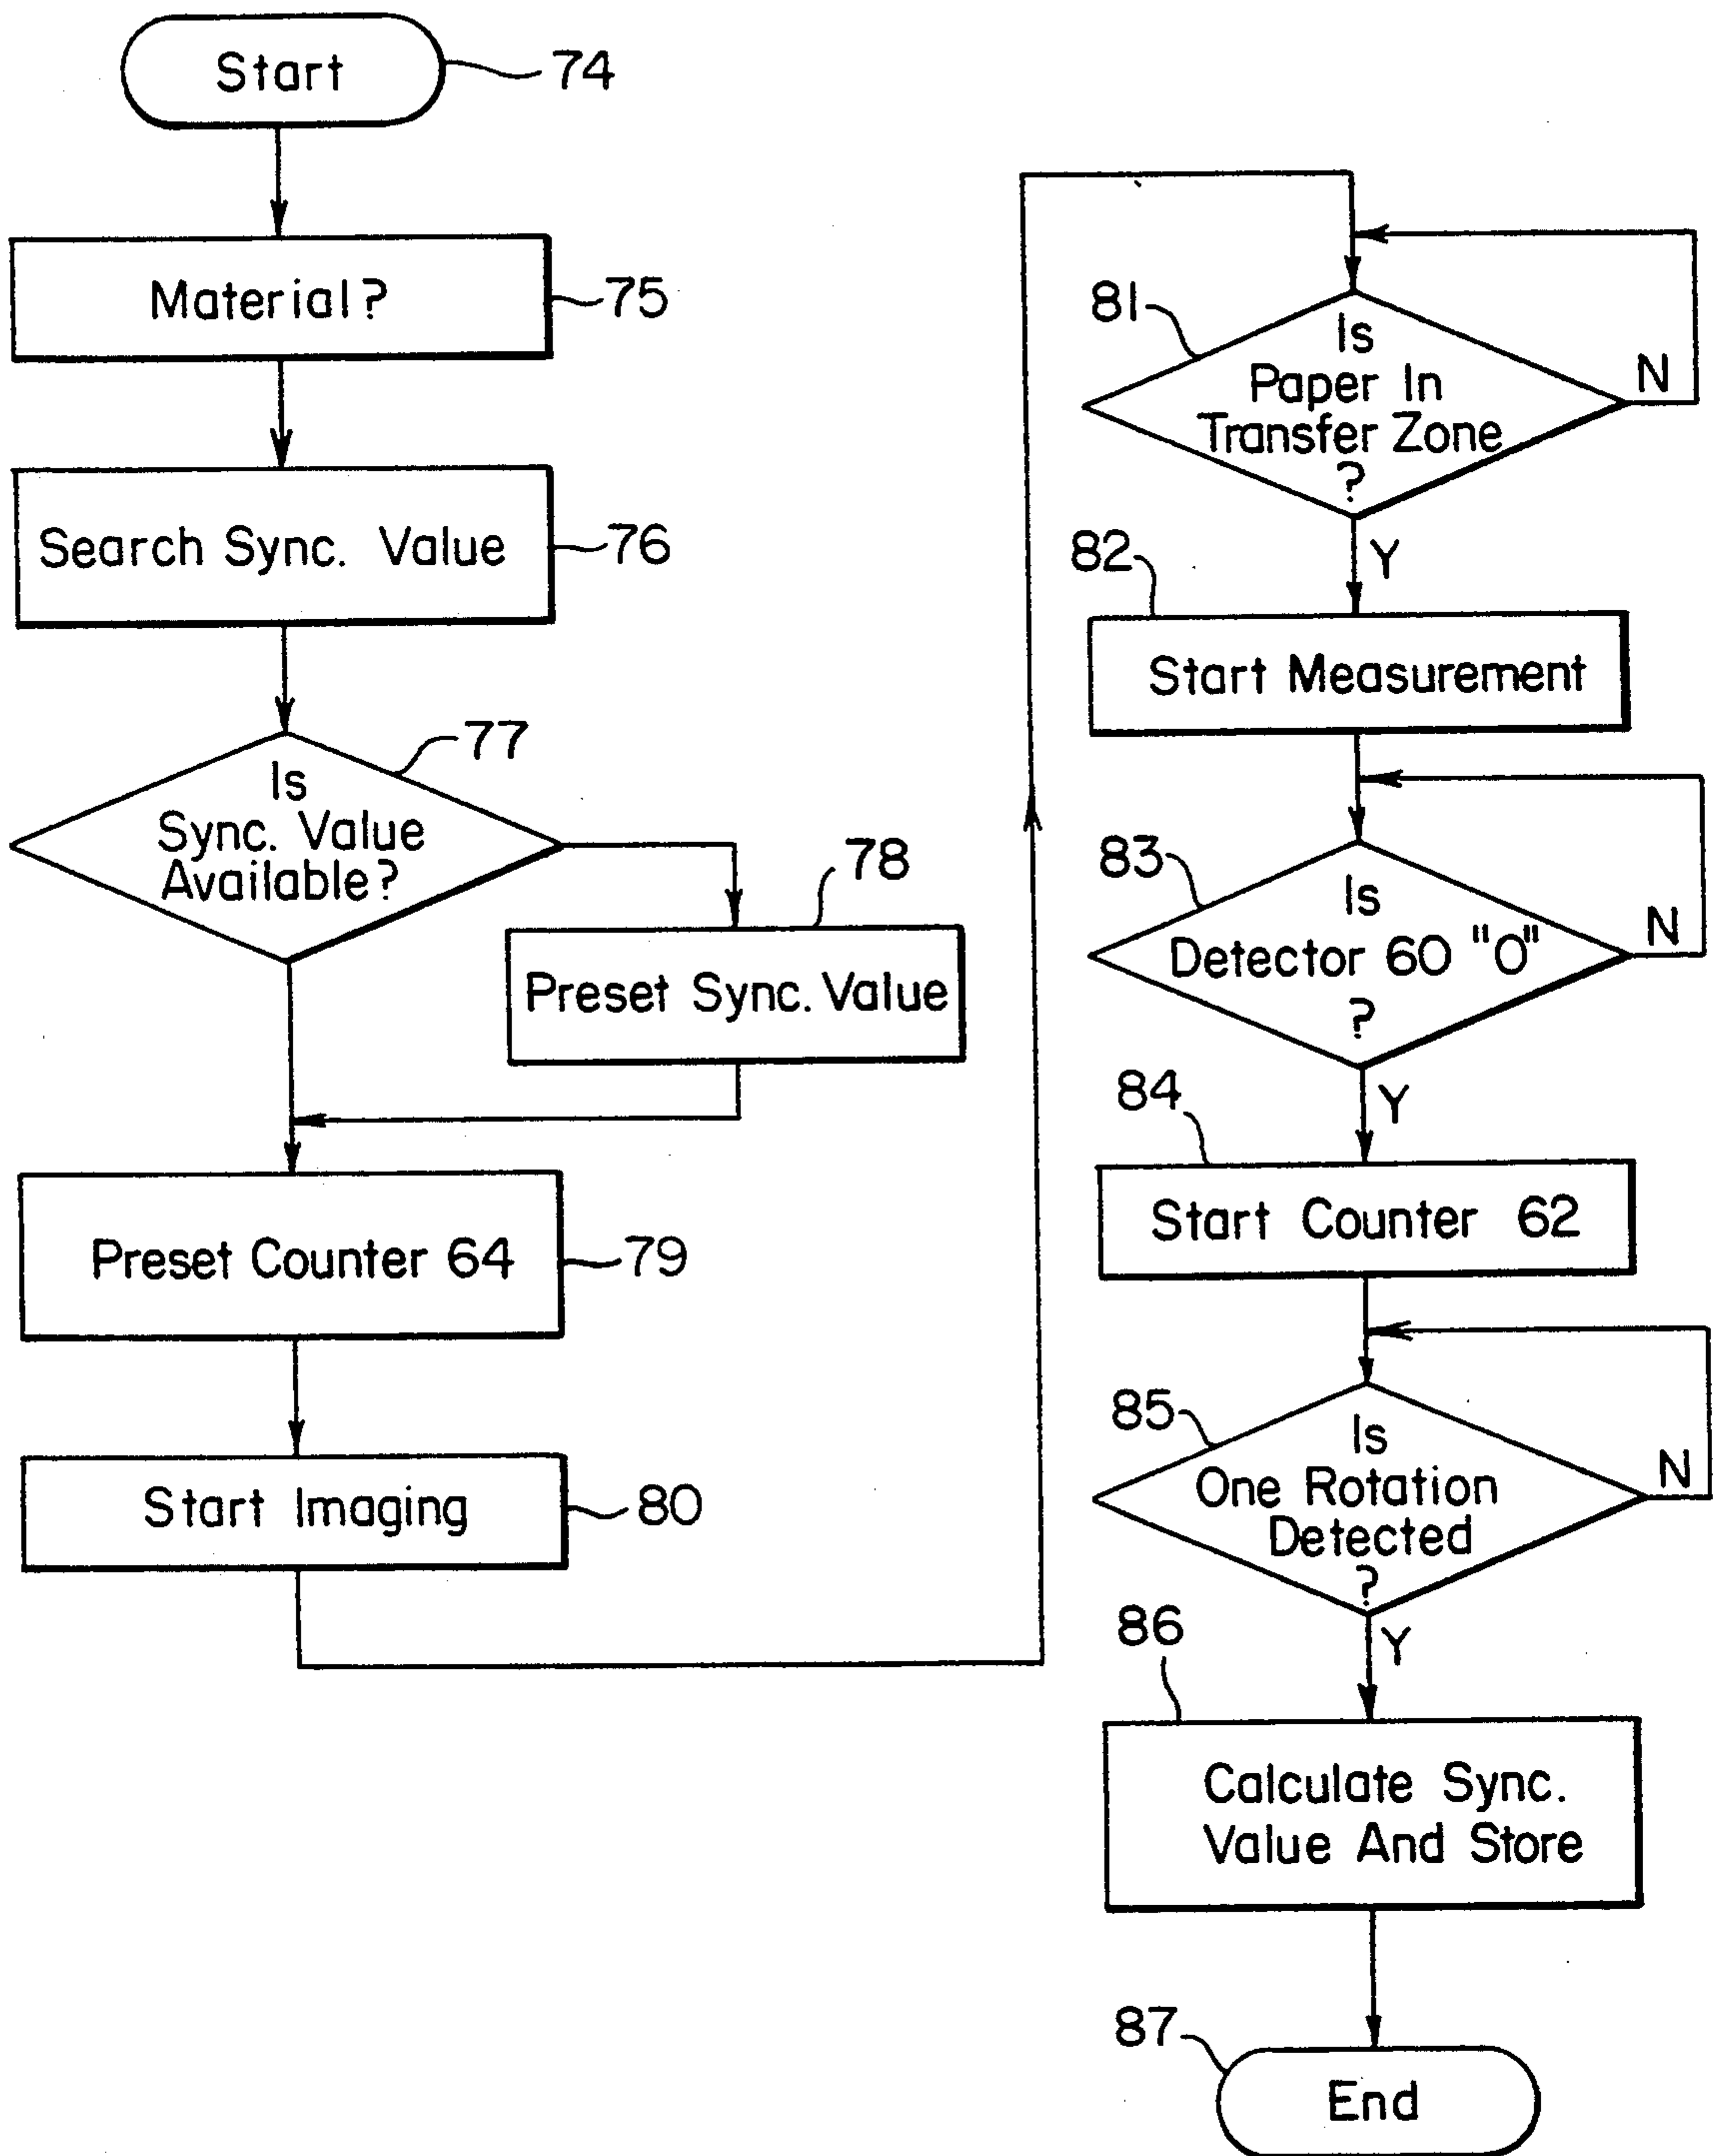 Start
74
Material?
75
Search Sync. Value
76
77
Is
Sync. Value
Available?
78
Preset Sync. Value
Preset Counter 64
79
Start Imaging
80
81
Is
Paper In
Transfer Zone
?
N
Y
82
Start Measurement
83
Is
Detector 60 "0"
?
N
Y
84
Start Counter 62
85
Is
One Rotation
Detected
?
N
Y
86
Calculate Sync.
Value And Store
87
End